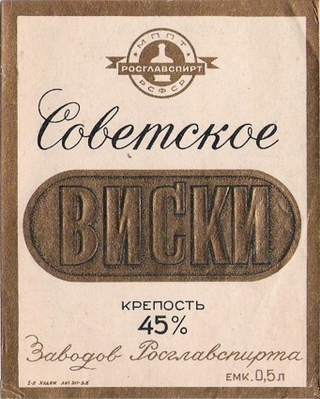 МППТ
РОСГЛАВСПИРТ
РСФСР
Советское
ВИСКИ
КРЕПОСТЬ
45%
Заводов Росглавспирта
ЕМК. 0,5 л